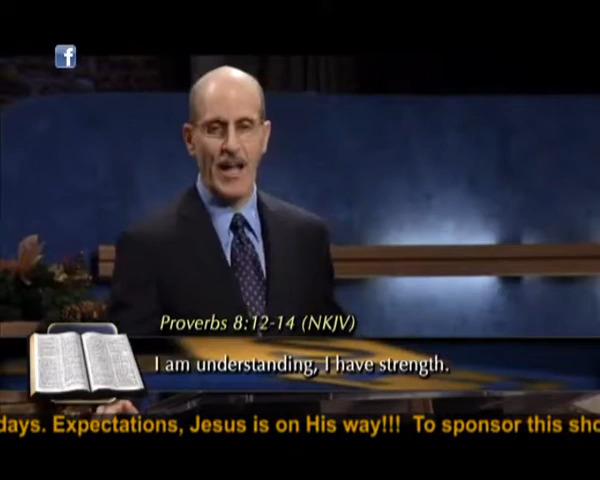 f
Proverbs 8:12-14 (NKJV)
I am understanding, I have strength.
days. Expectations, Jesus is on His way!!! To sponsor this sho